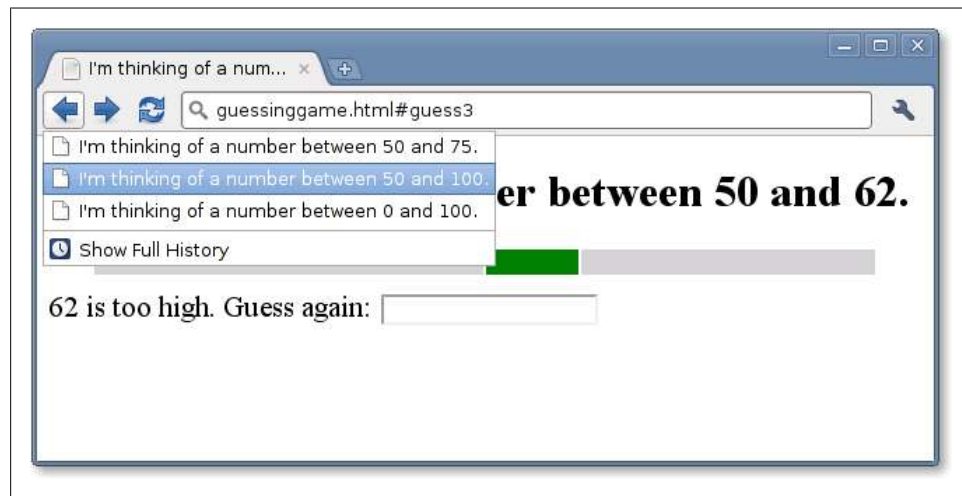 I'm thinking of a num...
guessinggame.html#guess3
I'm thinking of a number between 50 and 75.
I'm thinking of a number between 50 and 100.
I'm thinking of a number between 0 and 100.
Show Full History
er between 50 and 62.
62 is too high. Guess again: